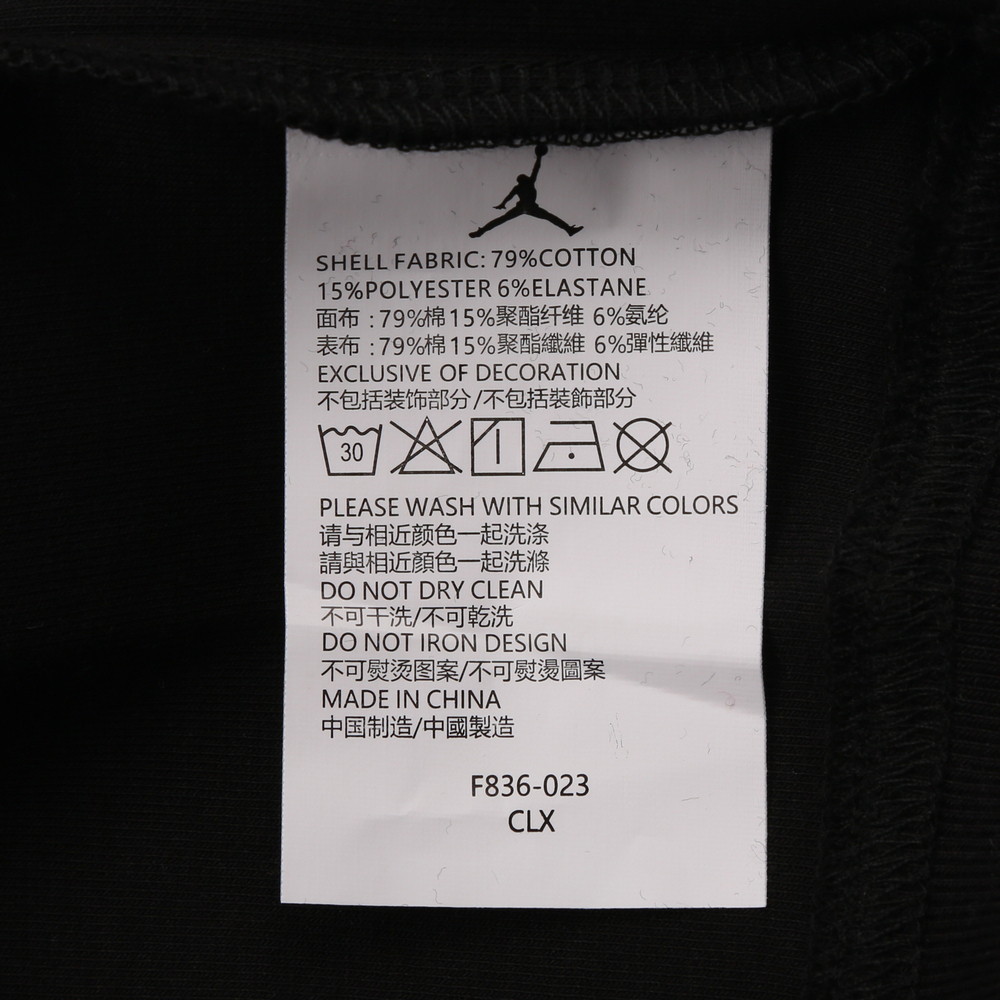 SHELL FABRIC: 79%COTTON
15%POLYESTER 6%ELASTANE
面布 :79%棉15%聚酯纤维 6%氨纶
表布 :79%棉15%聚酯纖維 6%彈性纖維
EXCLUSIVE OF DECORATION
不包括装饰部分/不包括裝飾部分
30
PLEASE WASH WITH SIMILAR COLORS
请与相近颜色一起洗涤
請與相近顏色一起洗滌
DO NOT DRY CLEAN
不可干洗/不可乾洗
DO NOT IRON DESIGN
不可熨烫图案/不可熨燙圖案
MADE IN CHINA
中国制造/中國製造
F836-023
CLX